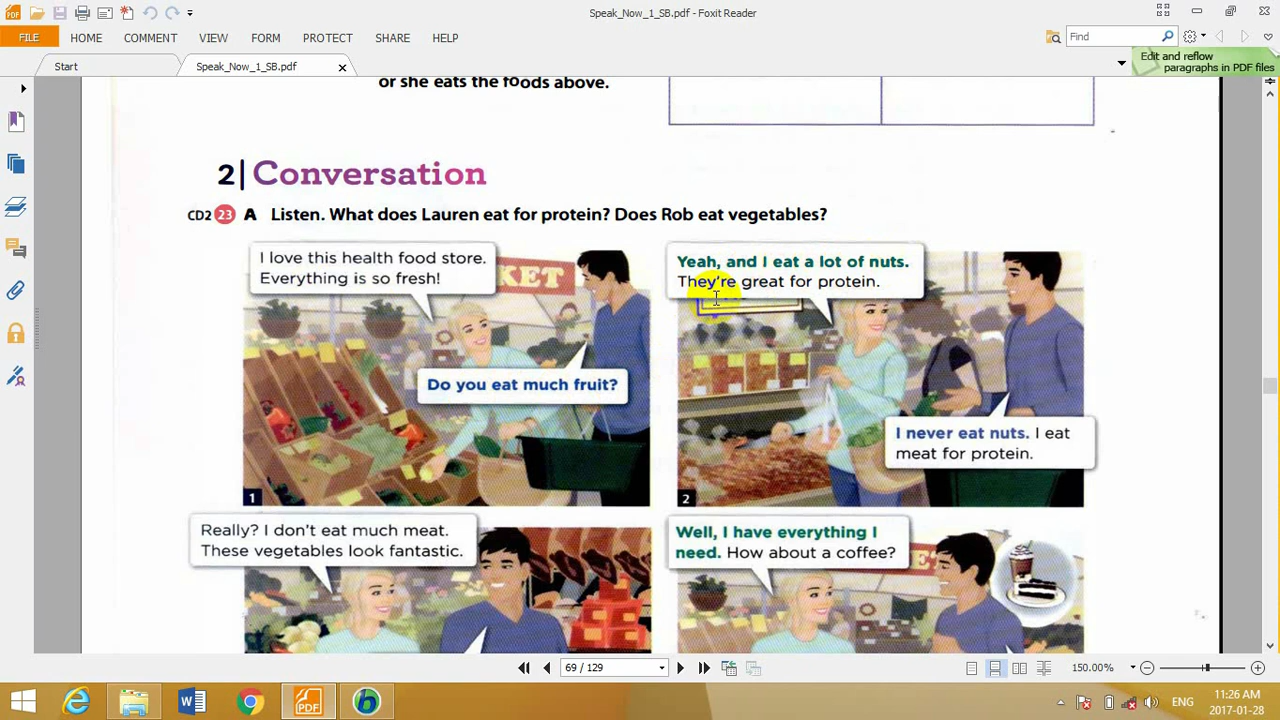 Speak_Now_1_SB.pdf - Foxit Reader
FILE HOME COMMENT VIEW FORM PROTECT SHARE HELP
Find
Edit and reflow
paragraphs in PDF files
Start
Speak_Now_1_SB.pdf
or she eats the foods above.
2| Conversation
CD2 23 A Listen. What does Lauren eat for protein? Does Rob eat vegetables?
I love this health food store.
Everything is so fresh!
KET
Do you eat much fruit?
1
Yeah, and I eat a lot of nuts.
They're great for protein.
I never eat nuts. I eat
meat for protein.
2
Really? I don't eat much meat.
These vegetables look fantastic.
Well, I have everything I
need. How about a coffee?
69 / 129
150.00%
PDF
ENG
11:26 AM
2017-01-28